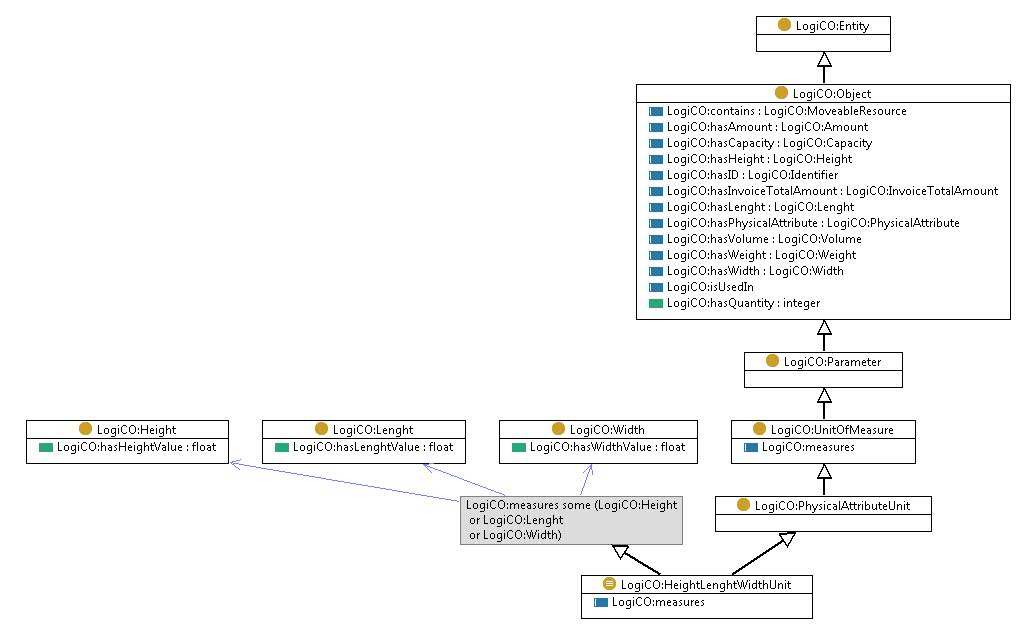 LogiCO:Entity
LogiCO:Object
LogiCO:contains : LogiCO:MoveableResource
LogiCO:hasAmount : LogiCO:Amount
LogiCO:hasCapacity : LogiCO:Capacity
LogiCO:hasHeight : LogiCO:Height
LogiCO:hasID : LogiCO:Identifier
LogiCO:hasInvoiceTotalAmount : LogiCO:InvoiceTotalAmount
LogiCO:hasLenght : LogiCO:Lenght
LogiCO:hasPhysicalAttribute : LogiCO:PhysicalAttribute
LogiCO:hasVolume : LogiCO:Volume
LogiCO:hasWeight : LogiCO:Weight
LogiCO:hasWidth : LogiCO:Width
LogiCO:isUsedIn
LogiCO:hasQuantity : integer
LogiCO:Parameter
LogiCO:Height
LogiCO:hasHeightValue : float
LogiCO:Lenght
LogiCO:hasLenghtValue : float
LogiCO:Width
LogiCO:hasWidthValue : float
LogiCO:UnitOfMeasure
LogiCO:measures
LogiCO:measures some (LogiCO:Height
or LogiCO:Lenght
or LogiCO:Width)
LogiCO:PhysicalAttributeUnit
LogiCO:HeightLenghtWidthUnit
LogiCO:measures